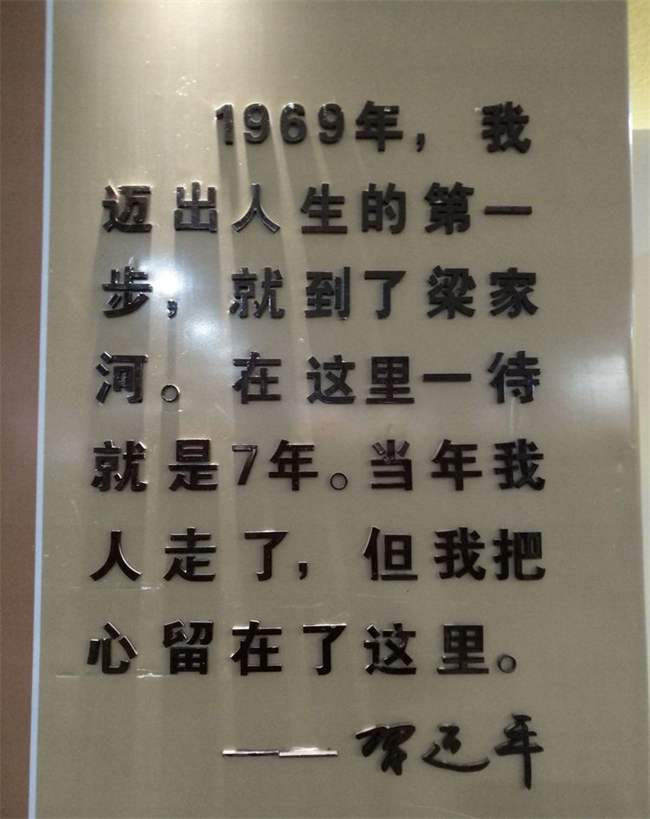 1969年，我
迈出人生的第一
步，就到了梁家
河。在这里一待
就是7年。当年我
人走了，但我把
心留在了这里。
——习近平